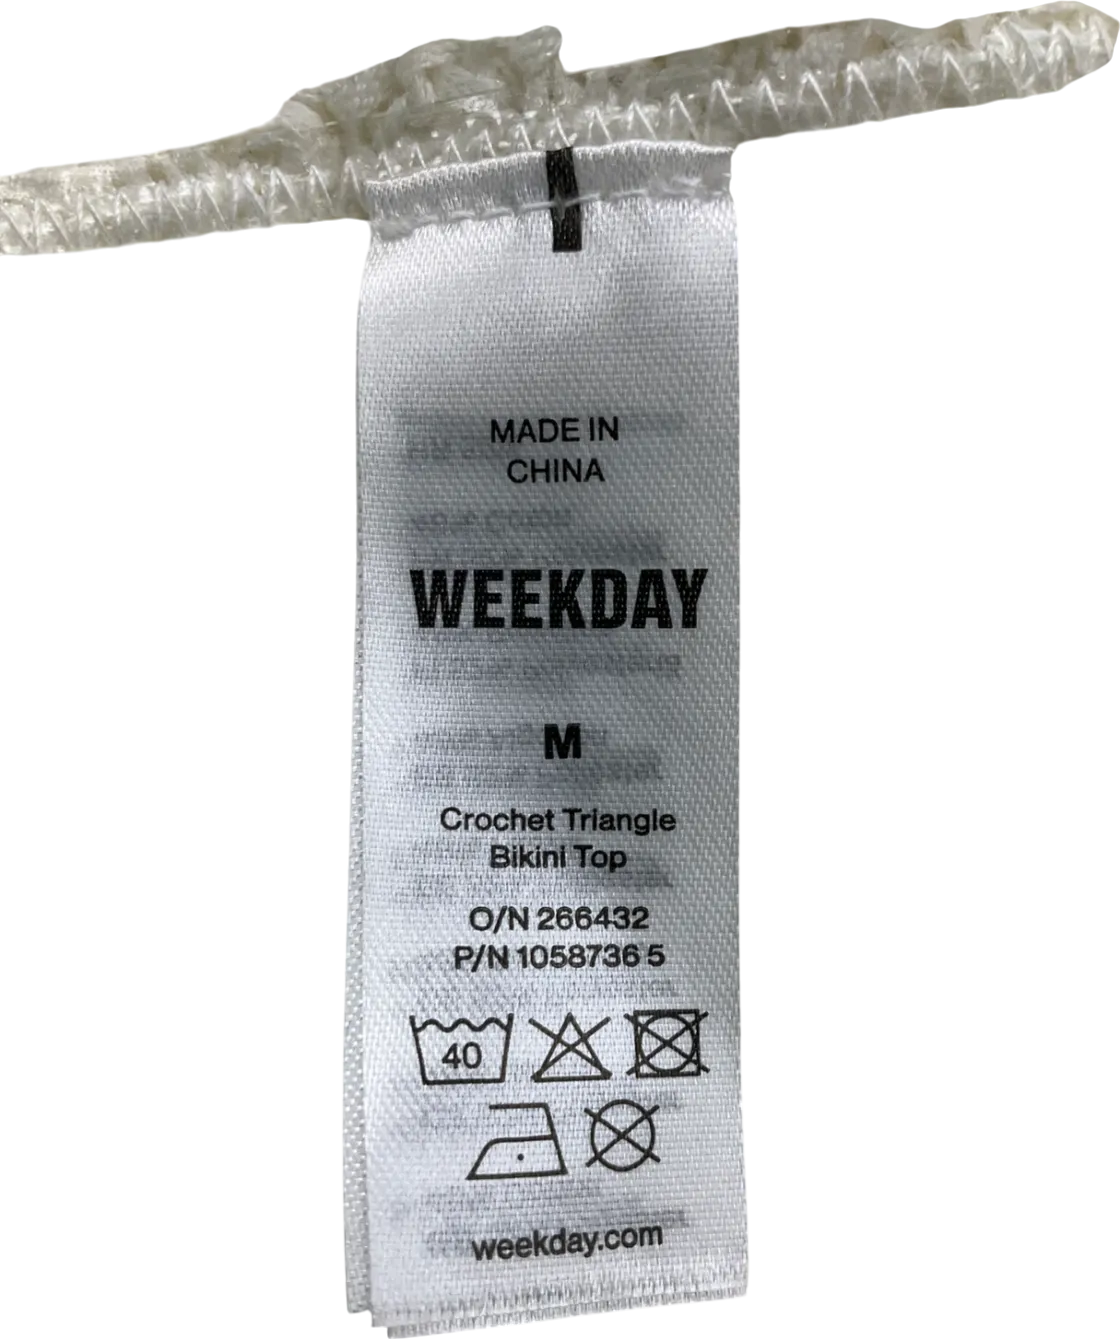 MADE IN
CHINA
WEEKDAY
M
Crochet Triangle
Bikini Top
O/N 266432
P/N 1058736 5
40
weekday.com